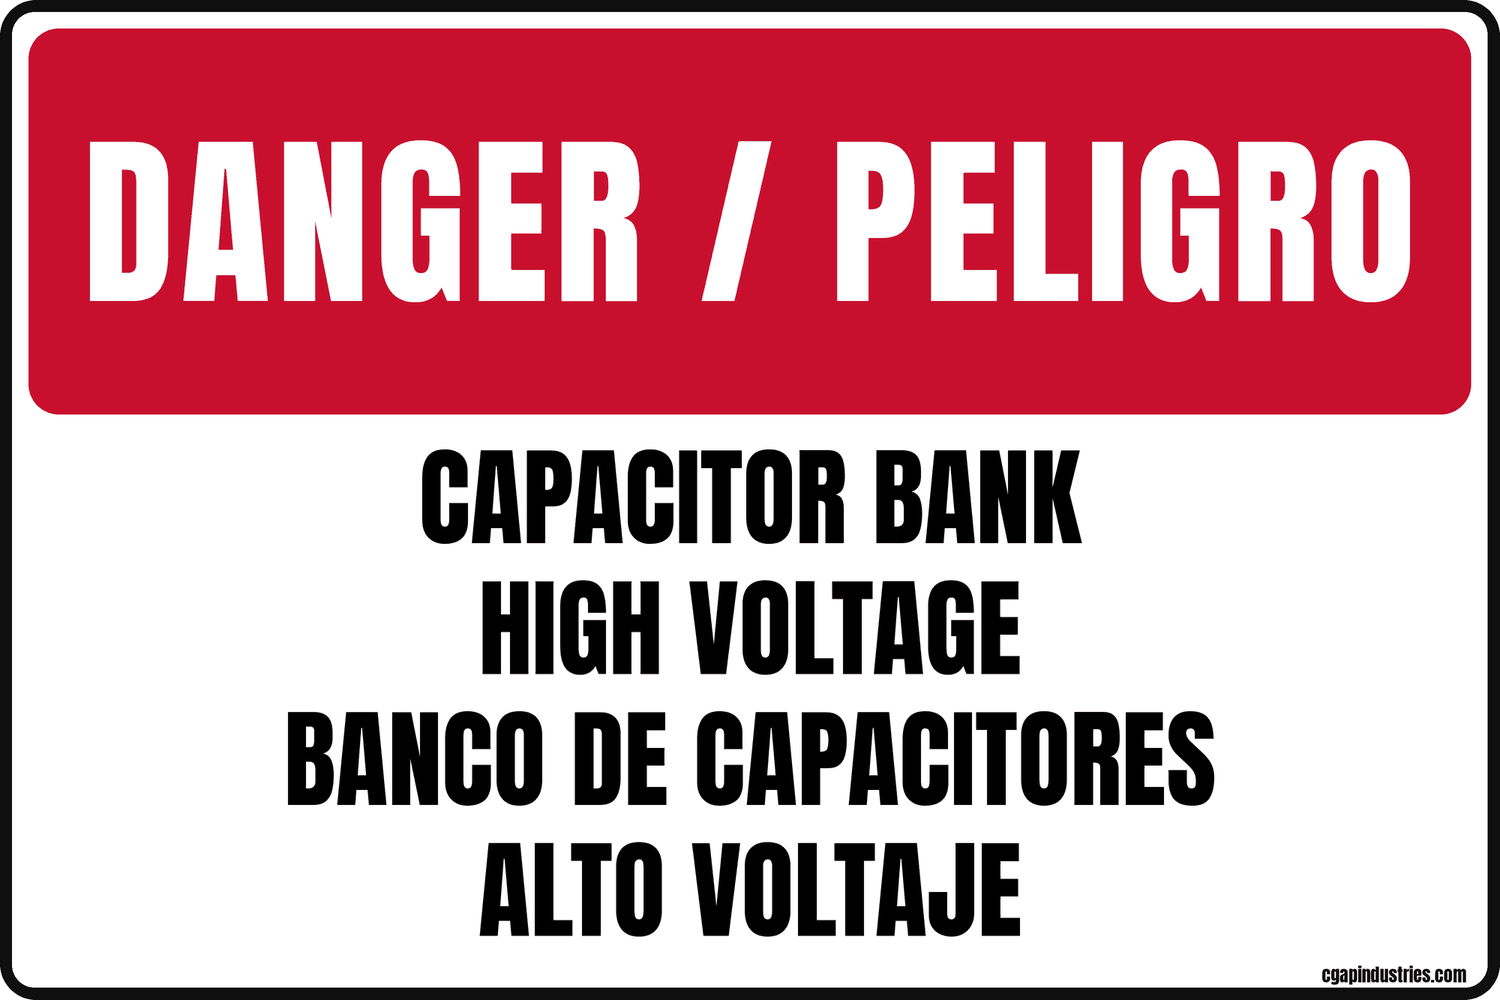 DANGER / PELIGRO
CAPACITOR BANK
HIGH VOLTAGE
BANCO DE CAPACITORES
ALTO VOLTAJE
cgapindustries.com